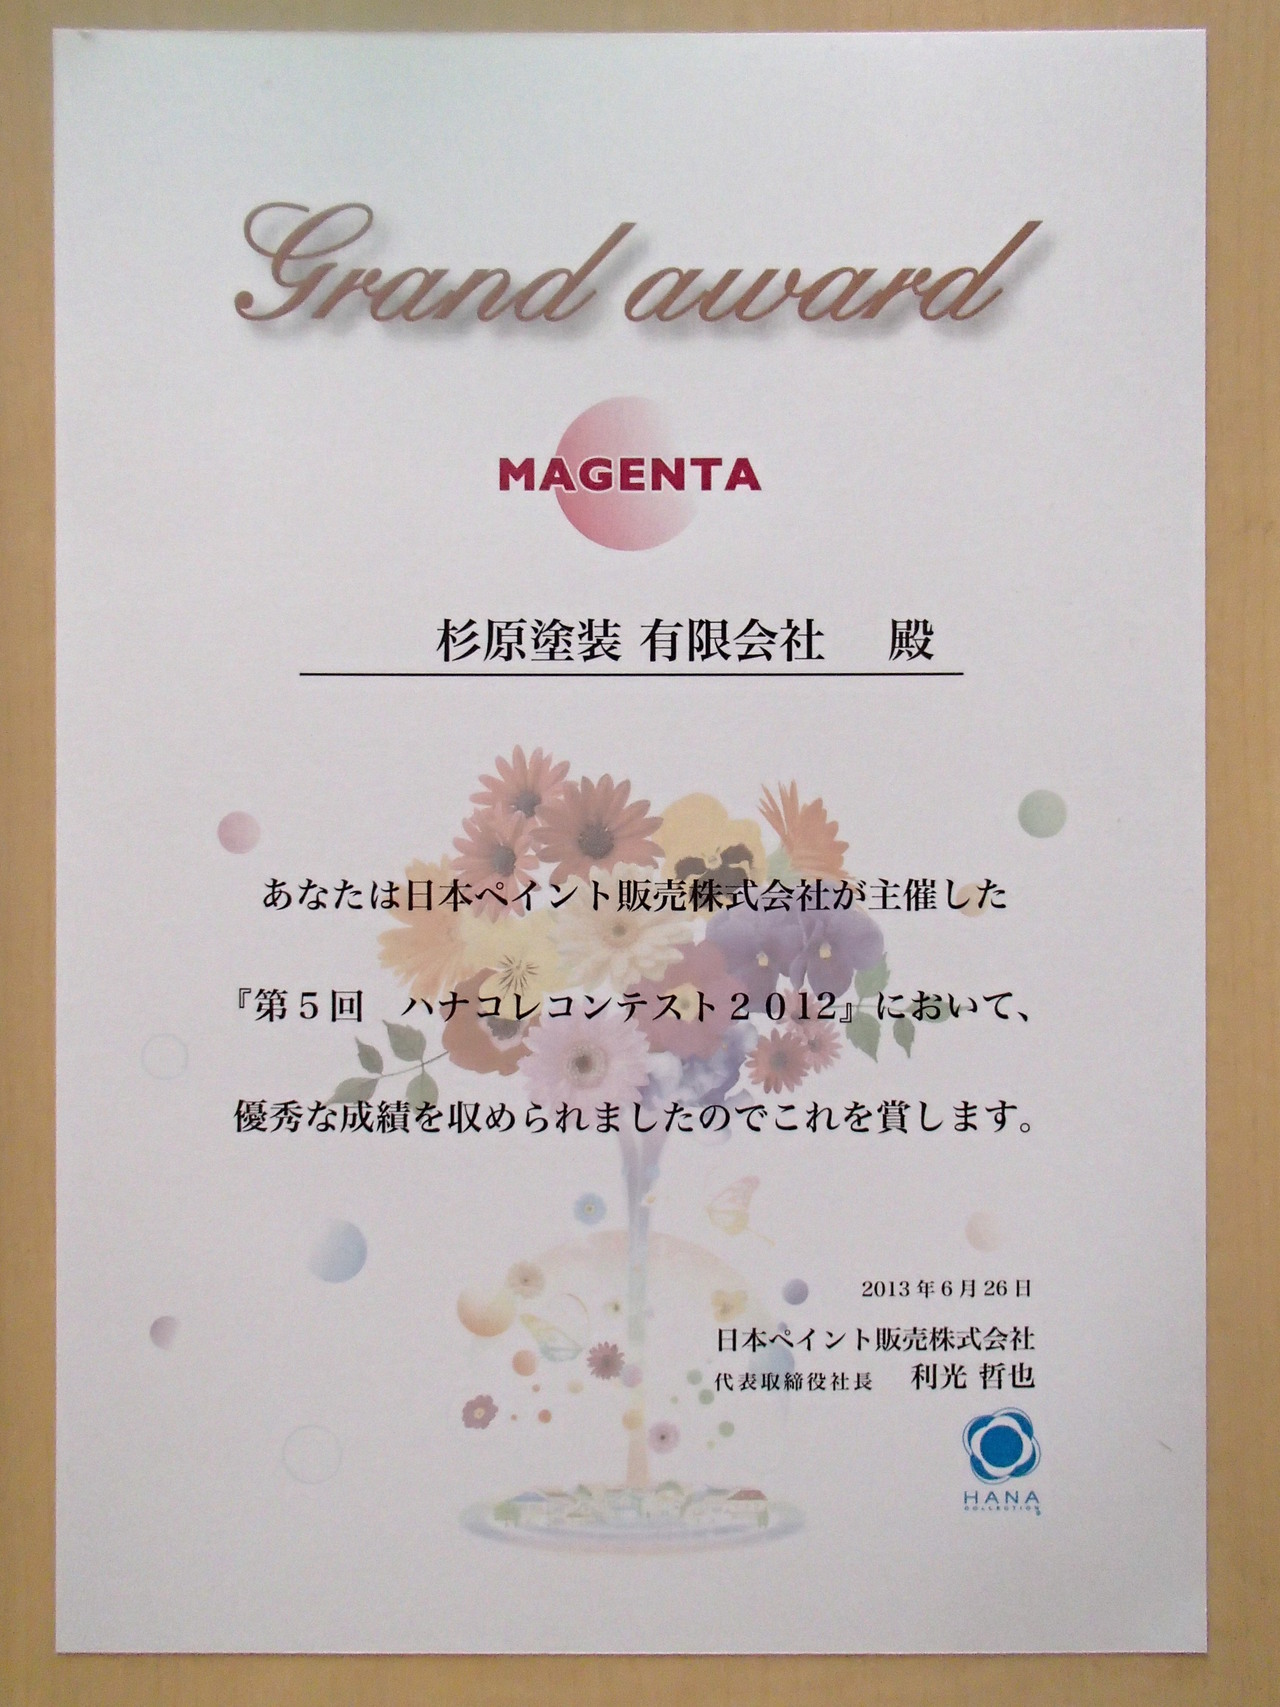 Grand award
MAGENTA
杉原塗装 有限会社　殿
あなたは日本ペイント販売株式会社が主催した
『第５回　ハナコレコンテスト２０12』において、
優秀な成績を収められましたのでこれを賞します。
2013年6月26日
日本ペイント販売株式会社
代表取締役社長　利光 哲也
HANA
COLLECTION